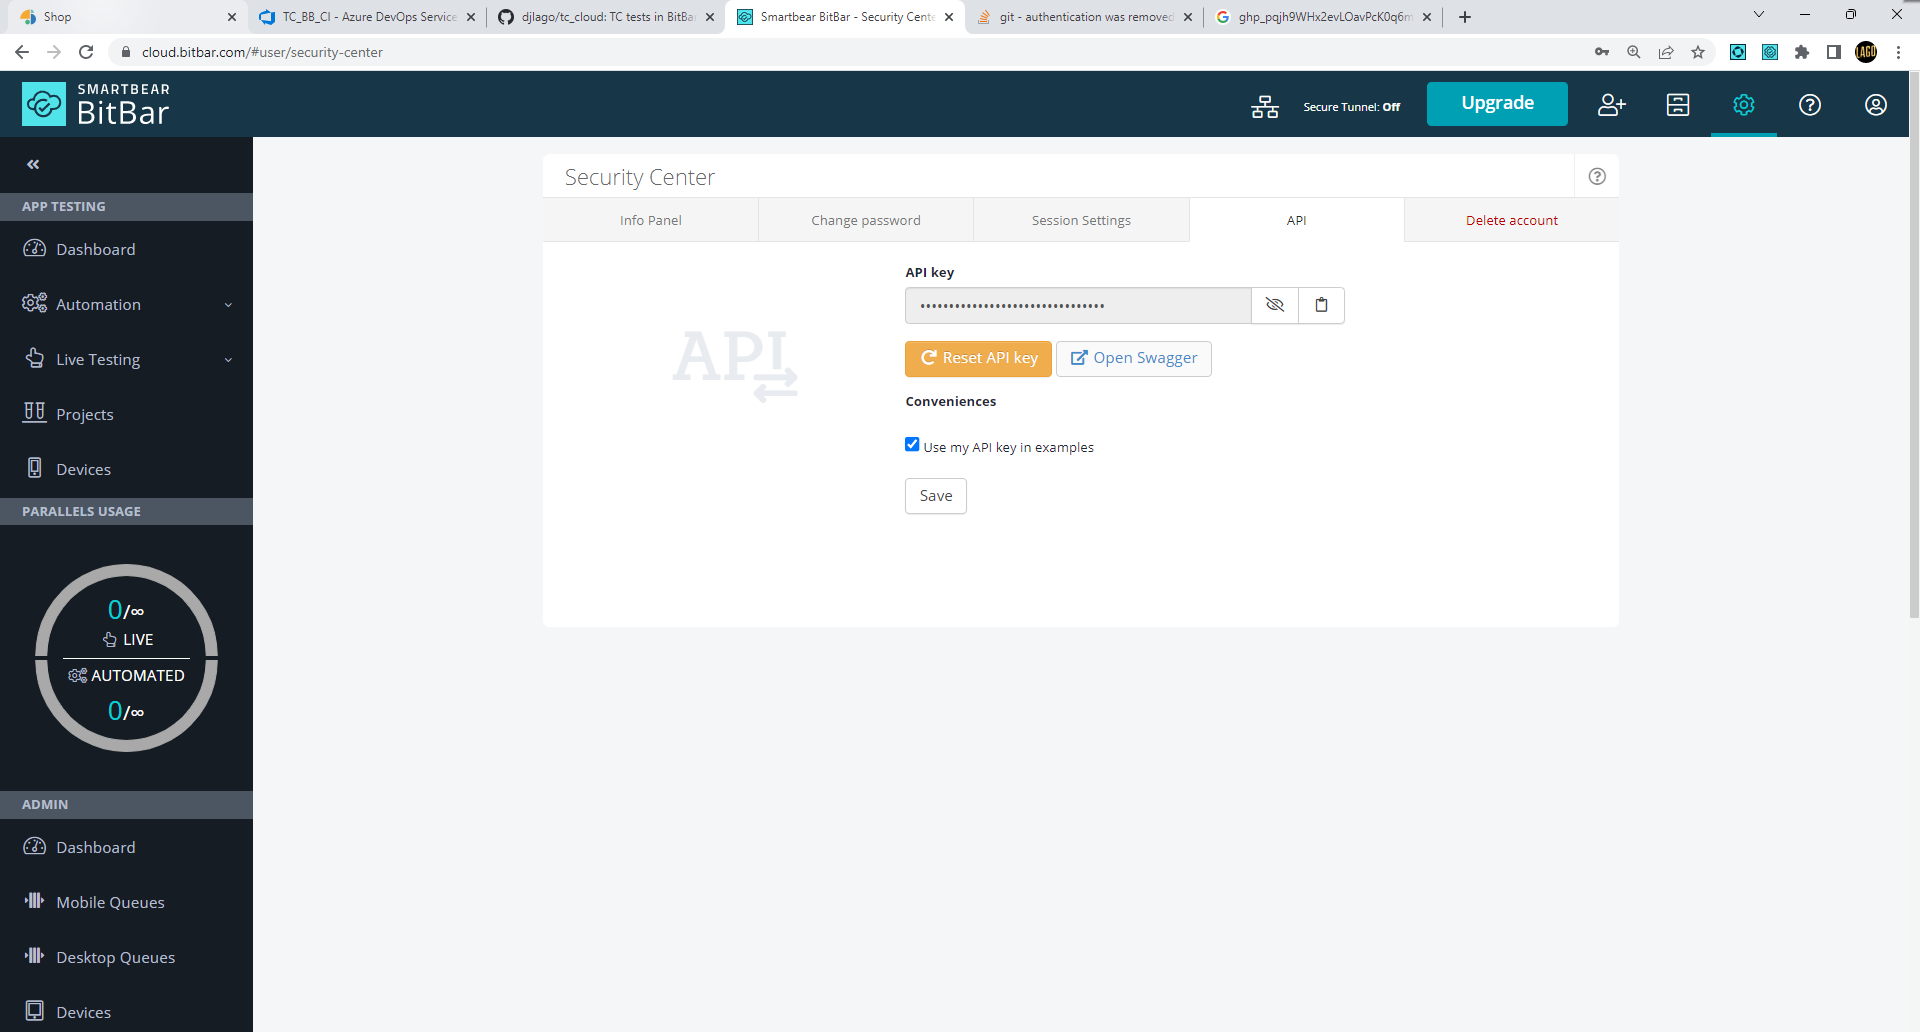 Shop
TC_BB_CI - Azure DevOps Service
djlago/tc_cloud: TC tests in BitBa
Smartbear BitBar - Security Cente
git - authentication was removed
ghp_pqjh9WHx2evLOavPcK0q6m
cloud.bitbar.com/#user/security-center
LAGO
SMARTBEAR
BitBar
Secure Tunnel: Off
Upgrade
APP TESTING
Dashboard
Automation
Live Testing
Projects
Devices
PARALLELS USAGE
0/∞
LIVE
AUTOMATED
0/∞
ADMIN
Dashboard
Mobile Queues
Desktop Queues
Devices
Security Center
Info Panel
Change password
Session Settings
API
Delete account
API
API key
••••••••••••••••••••••••••••••••
Reset API key
Open Swagger
Conveniences
Use my API key in examples
Save